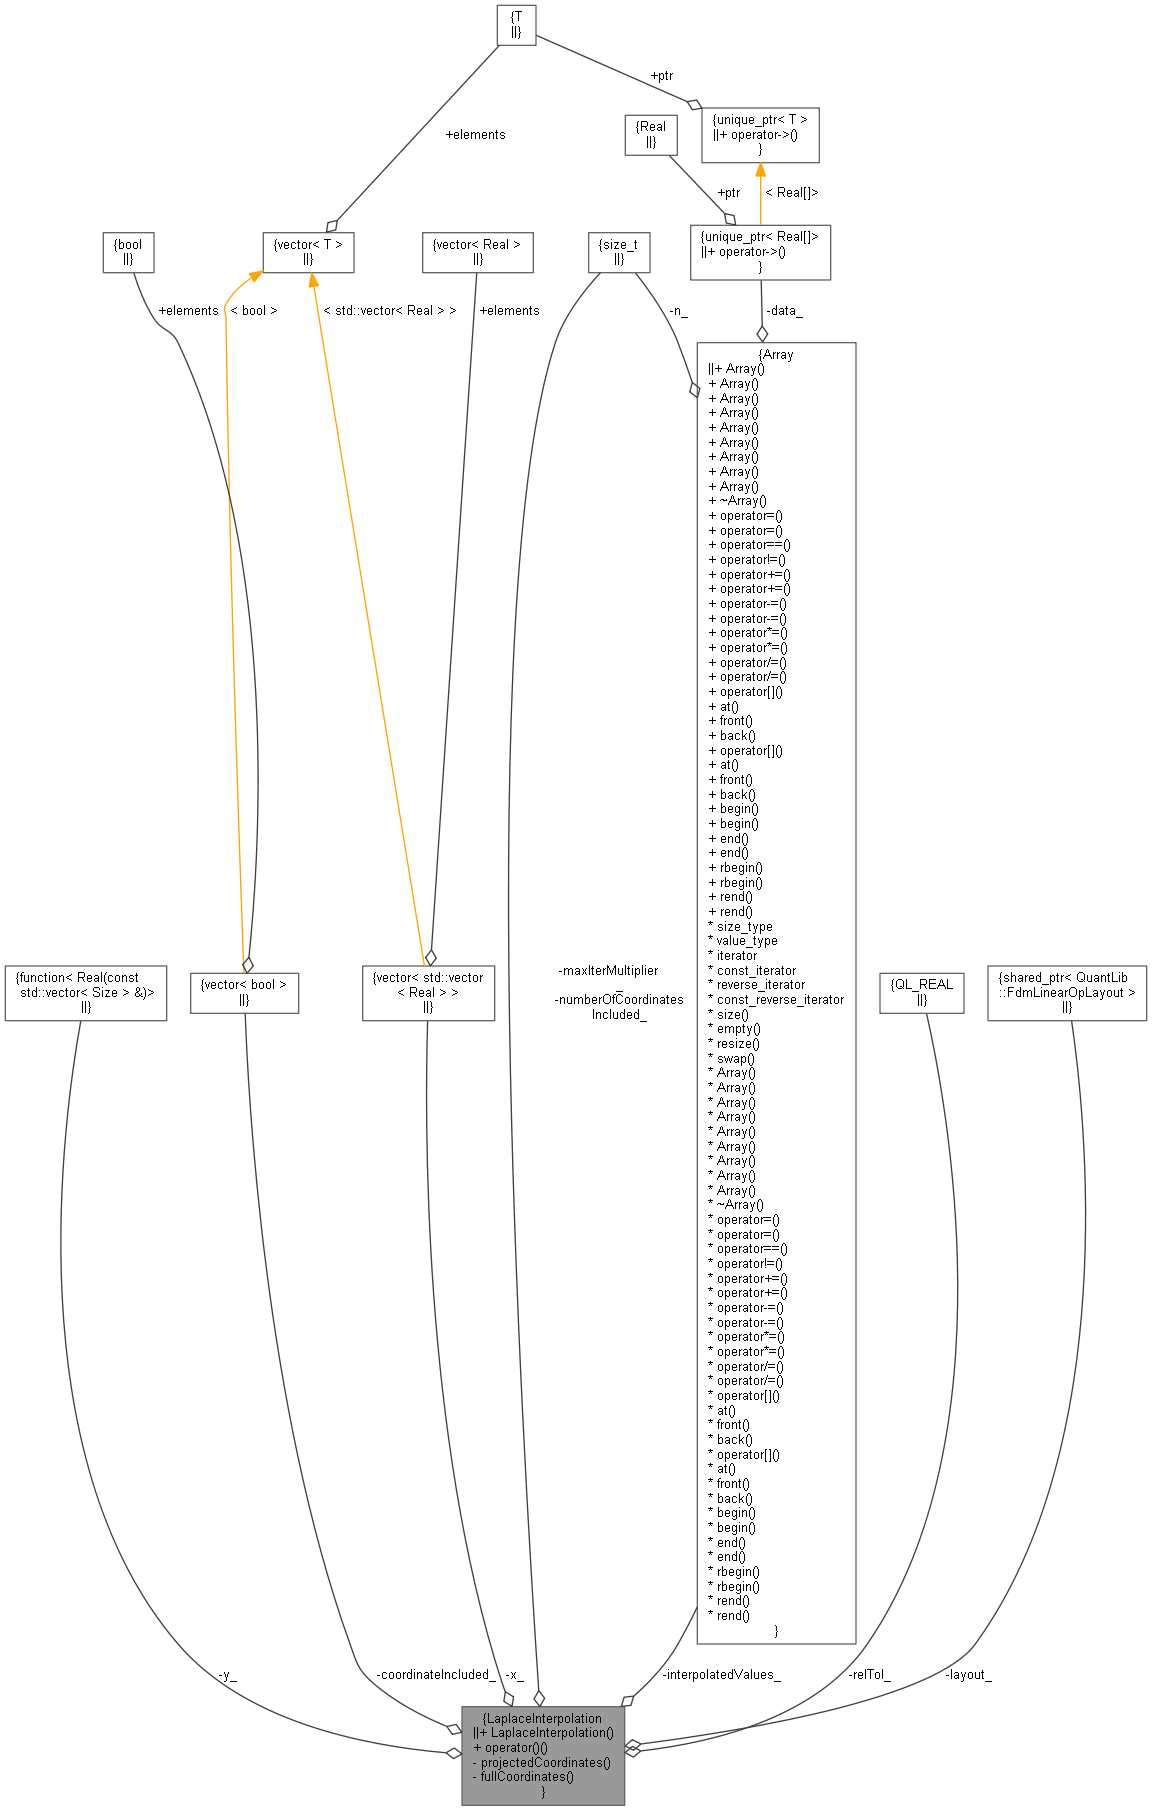 {T
||}
+ptr
+elements
{unique_ptr< T >
||+ operator->()
}
{Real
||}
+ptr
< Real[]>
{bool
||}
{vector< T >
||}
{vector< Real >
||}
{size_t
||}
{unique_ptr< Real[]>
||+ operator->()
}
+elements
< bool >
< std::vector< Real > >
+elements
-n_
-data_
{Array
||+ Array()
+ Array()
+ Array()
+ Array()
+ Array()
+ Array()
+ Array()
+ Array()
+ Array()
+ ~Array()
+ operator=()
+ operator=()
+ operator==()
+ operator!=()
+ operator+=()
+ operator+=()
+ operator-=()
+ operator-=()
+ operator*=()
+ operator*=()
+ operator/=()
+ operator/=()
+ operator[]()
+ at()
+ front()
+ back()
+ operator[]()
+ at()
+ front()
+ back()
+ begin()
+ begin()
+ end()
+ end()
+ rbegin()
+ rbegin()
+ rend()
+ rend()
* size_type
* value_type
* iterator
* const_iterator
* reverse_iterator
* const_reverse_iterator
* size()
* empty()
* resize()
* swap()
* Array()
* Array()
* Array()
* Array()
* Array()
* Array()
* Array()
* Array()
* Array()
* ~Array()
* operator=()
* operator=()
* operator==()
* operator!=()
* operator+=()
* operator+=()
* operator-=()
* operator-=()
* operator*=()
* operator*=()
* operator/=()
* operator/=()
* operator[]()
* at()
* front()
* back()
* operator[]()
* at()
* front()
* back()
* begin()
* begin()
* end()
* end()
* rbegin()
* rbegin()
* rend()
* rend()
}
{function< Real(const
std::vector< Size > &)>
||}
{vector< bool >
||}
{vector< std::vector
< Real > >
||}
-maxIterMultiplier
_
-numberOfCoordinates
Included_
{QL_REAL
||}
{shared_ptr< QuantLib
::FdmLinearOpLayout >
||}
-y_
-coordinateIncluded_
-x_
-interpolatedValues_
-relTol_
-layout_
{LaplaceInterpolation
||+ LaplaceInterpolation()
+ operator()()
- projectedCoordinates()
- fullCoordinates()
}